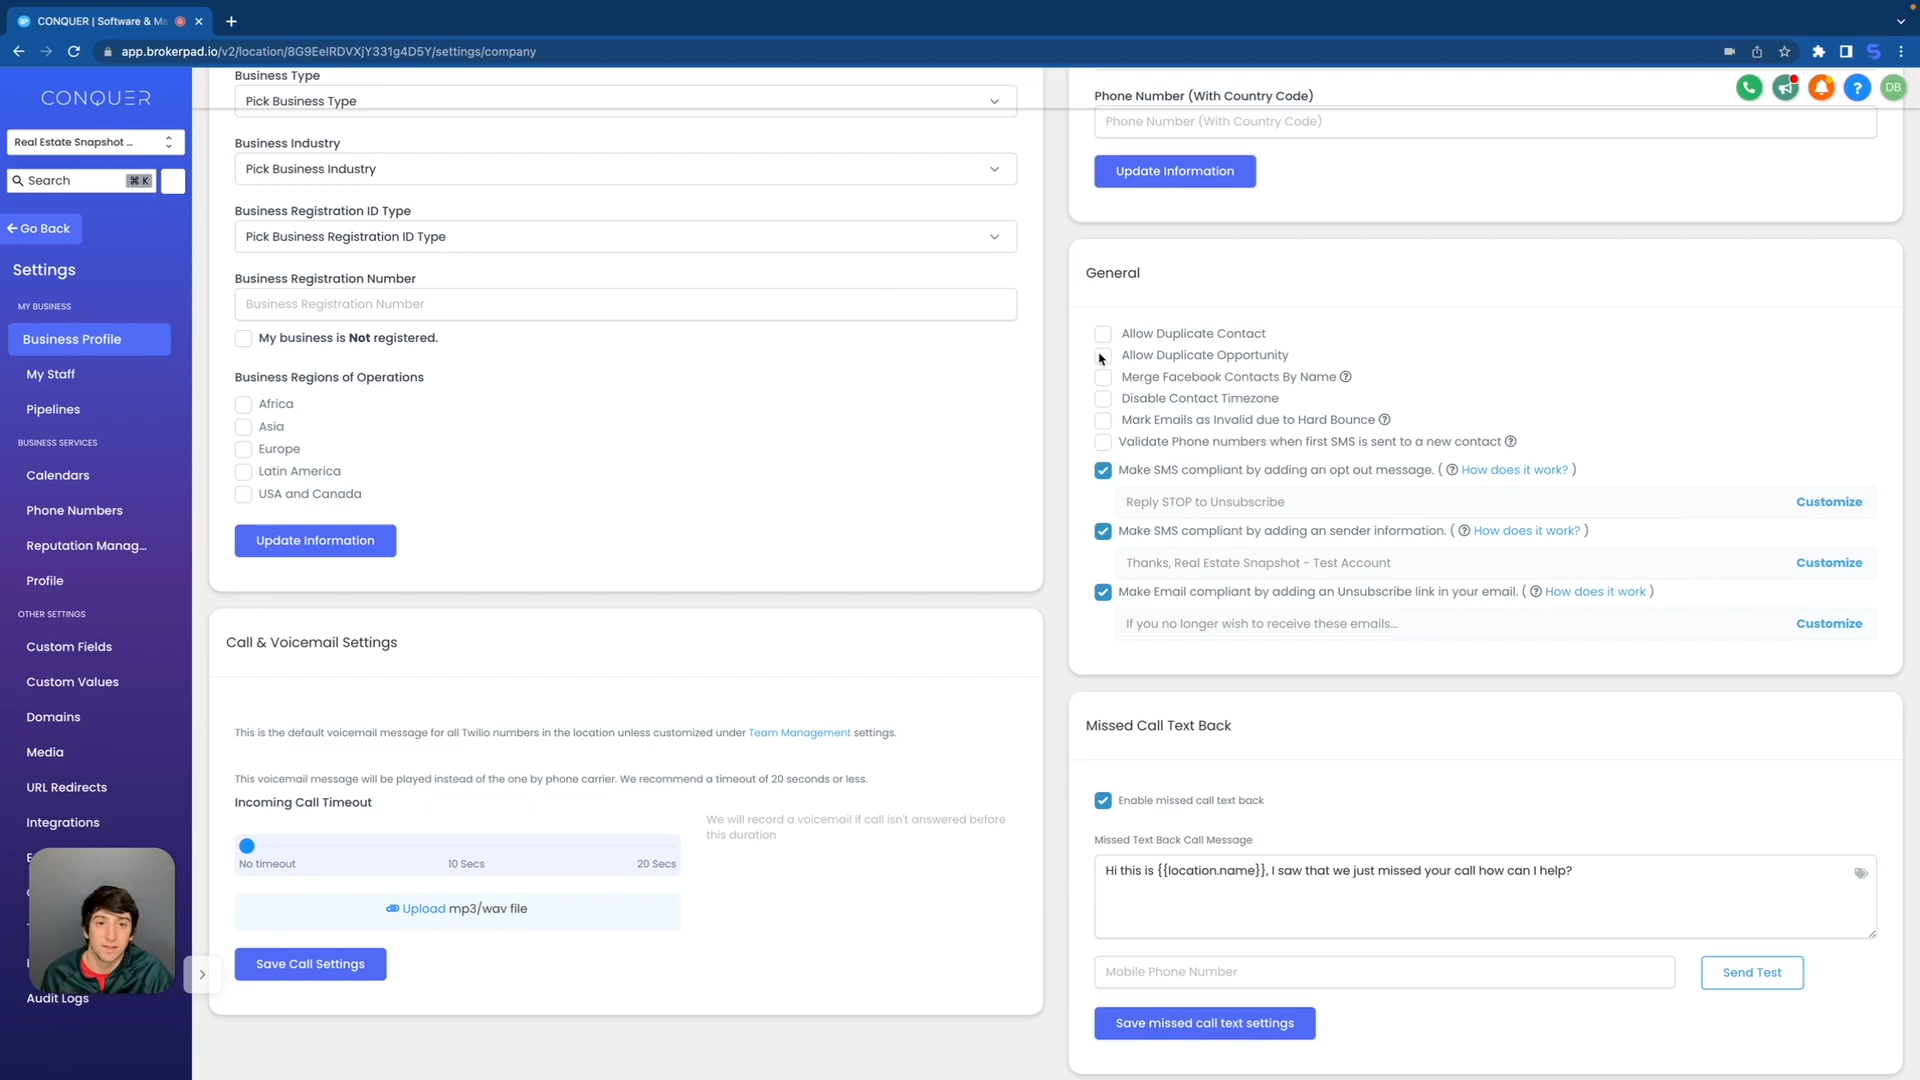 CONQUER | Software & Ma
app.brokerpad.io/v2/location/8G9EelRDVXjY331g4D5Y/settings/company
CONQUER
Real Estate Snapshot ...
Search
⌘ K
Go Back
Settings
MY BUSINESS
Business Profile
My Staff
Pipelines
BUSINESS SERVICES
Calendars
Phone Numbers
Reputation Manag...
Profile
OTHER SETTINGS
Custom Fields
Custom Values
Domains
Media
URL Redirects
Integrations
Audit Logs
Business Type
Pick Business Type
Business Industry
Pick Business Industry
Business Registration ID Type
Pick Business Registration ID Type
Business Registration Number
Business Registration Number
My business is Not registered.
Business Regions of Operations
Africa
Asia
Europe
Latin America
USA and Canada
Update Information
Call & Voicemail Settings
This is the default voicemail message for all Twilio numbers in the location unless customized under Team Management settings.
This voicemail message will be played instead of the one by phone carrier. We recommend a timeout of 20 seconds or less.
Incoming Call Timeout
We will record a voicemail if call isn't answered before
this duration
No timeout
10 Secs
20 Secs
Upload mp3/wav file
Save Call Settings
DB
Phone Number (With Country Code)
Phone Number (With Country Code)
Update Information
General
Allow Duplicate Contact
Allow Duplicate Opportunity
Merge Facebook Contacts By Name
Disable Contact Timezone
Mark Emails as Invalid due to Hard Bounce
Validate Phone numbers when first SMS is sent to a new contact
Make SMS compliant by adding an opt out message. ( How does it work? )
Reply STOP to Unsubscribe
Customize
Make SMS compliant by adding an sender information. ( How does it work? )
Thanks, Real Estate Snapshot - Test Account
Customize
Make Email compliant by adding an Unsubscribe link in your email. ( How does it work )
If you no longer wish to receive these emails...
Customize
Missed Call Text Back
Enable missed call text back
Missed Text Back Call Message
Hi this is {{location.name}}, I saw that we just missed your call how can I help?
Mobile Phone Number
Send Test
Save missed call text settings